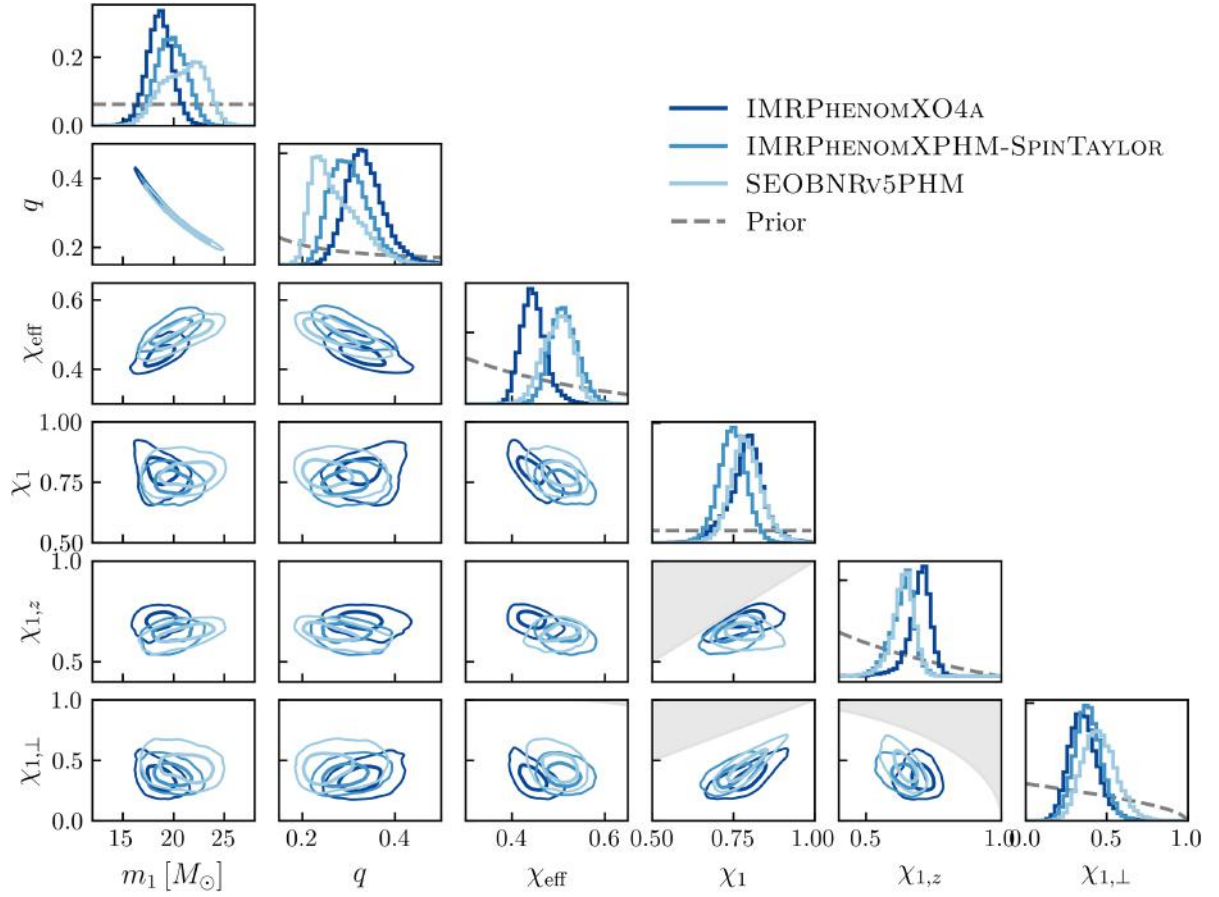 0.2
0.0
IMRPHENOMXO4A
IMRPHENOMXPHM-SPINTAYLOR
SEOBNRV5PHM
Prior
q
0.4
0.2
χeff
0.6
0.4
χ1
1.00
0.75
0.50
χ1,z
1.0
0.5
χ1,⊥
1.0
0.5
0.0
15 20 25 0.2 0.4 0.4 0.6 0.50 0.75 1.00 0.5 1.0 0.0 0.5 1.0
m1 [M⊙] q χeff χ1 χ1,z χ1,⊥